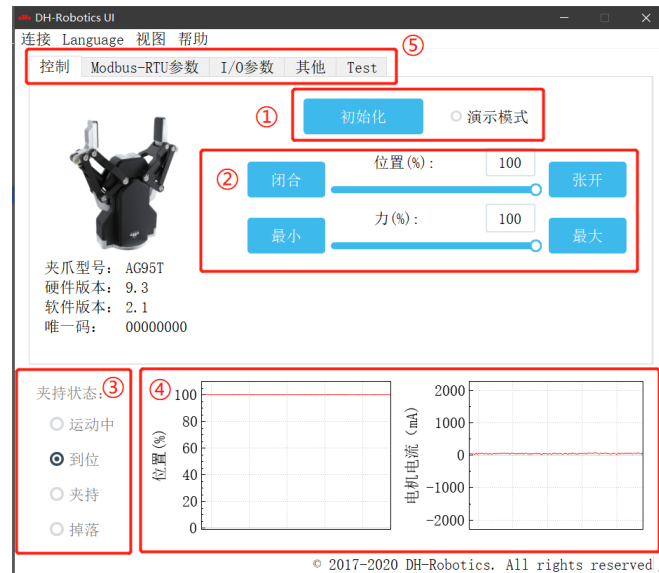 DH-Robotics UI
连接 Language 视图 帮助
⑤
控制 Modbus-RTU参数 I/O参数 其他 Test
① 初始化 演示模式
② 闭合 位置(%): 100 张开
最小 力(%): 100 最大
夹爪型号: AG95T
硬件版本: 9.3
软件版本: 2.1
唯一码: 00000000
夹持状态: ③
运动中
到位
夹持
掉落
④
位置(%)
100
80
60
40
20
0
电机电流 (mA)
2000
1000
0
-1000
-2000
© 2017-2020 DH-Robotics. All rights reserved